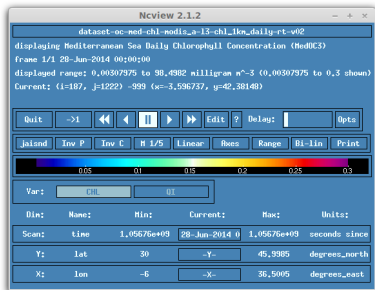 Ncview 2.1.2
dataset-oc-med-chl-modis_a-l3-chl_1km_daily-rt-v02
displaying Mediterranean Sea Daily Chlorophyll Concentration (MedOC3)
frame 1/1 28-Jun-2014 00:00:00
displayed range: 0.00307975 to 98.4982 milligram m^-3 (0.00307975 to 0.3 shown)
Current: (i=187, j=1222) -999 (x=-3.596737, y=42.38148)
Quit ->1 Edit ? Delay: Opts
jaisnd Inv P Inv C M 1/5 Linear Axes Range Bi-lin Print
0.05 0.1 0.15 0.2 0.25 0.3
Var: CHL QI
Dim: Name: Min: Current: Max: Units:
Scan: time 1.05676e+09 28-Jun-2014 0 1.05676e+09 seconds since
Y: lat 30 -Y- 45.9985 degrees_north
X: lon -6 -X- 36.5005 degrees_east